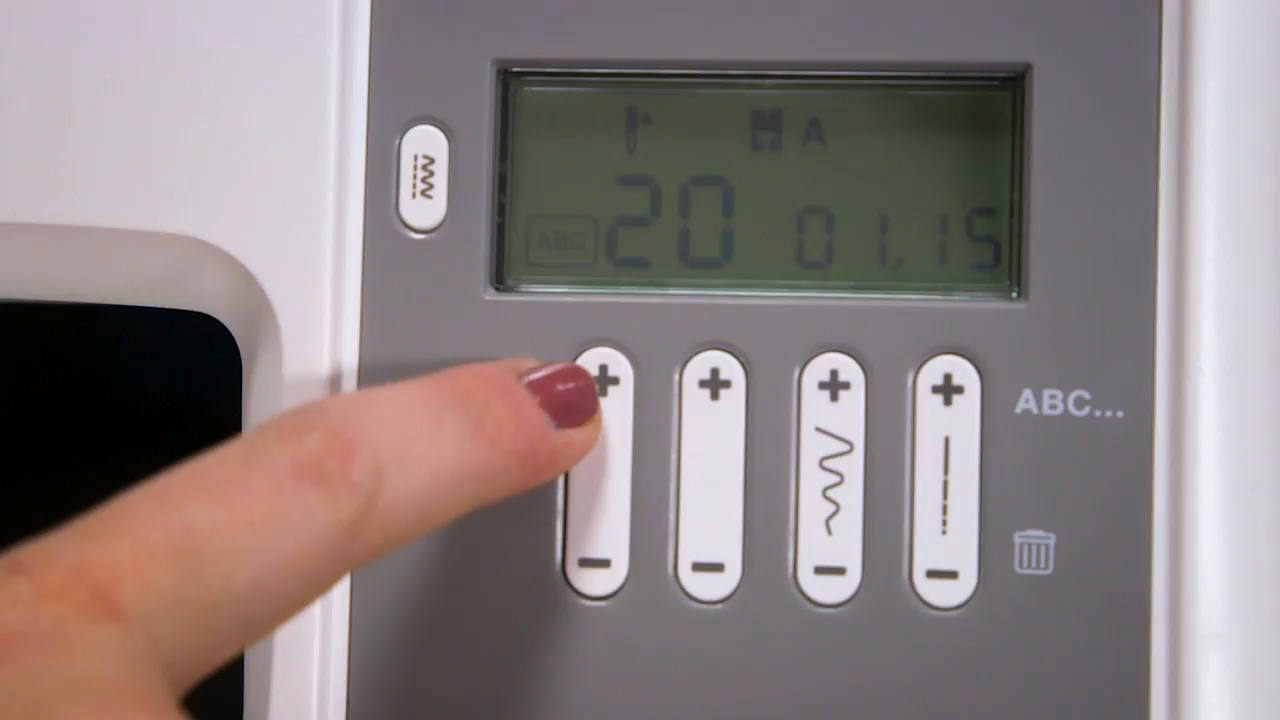 A
ABC 20 01.15
+ + + +
ABC...
- - - -